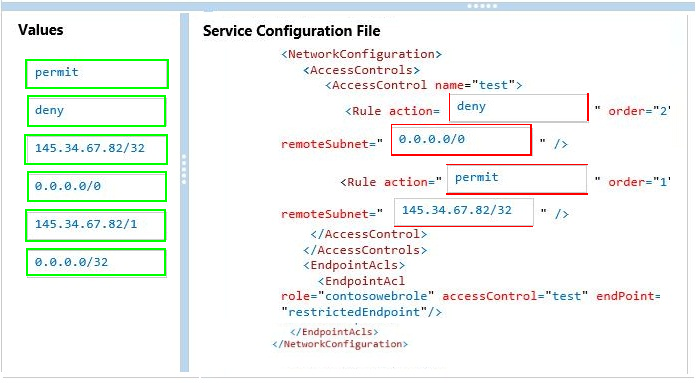 Values
permit
deny
145.34.67.82/32
0.0.0.0/0
145.34.67.82/1
0.0.0.0/32
Service Configuration File
<NetworkConfiguration>
<AccessControls>
<AccessControl name="test">
<Rule action= deny " order="2'
remoteSubnet=" 0.0.0.0/0 " />
<Rule action=" permit " order="1'
remoteSubnet=" 145.34.67.82/32 " />
</AccessControl>
</AccessControls>
<EndpointAcls>
<EndpointAcl
role="contosowebrole" accessControl="test" endPoint=
"restrictedEndpoint"/>
</EndpointAcls>
</NetworkConfiguration>